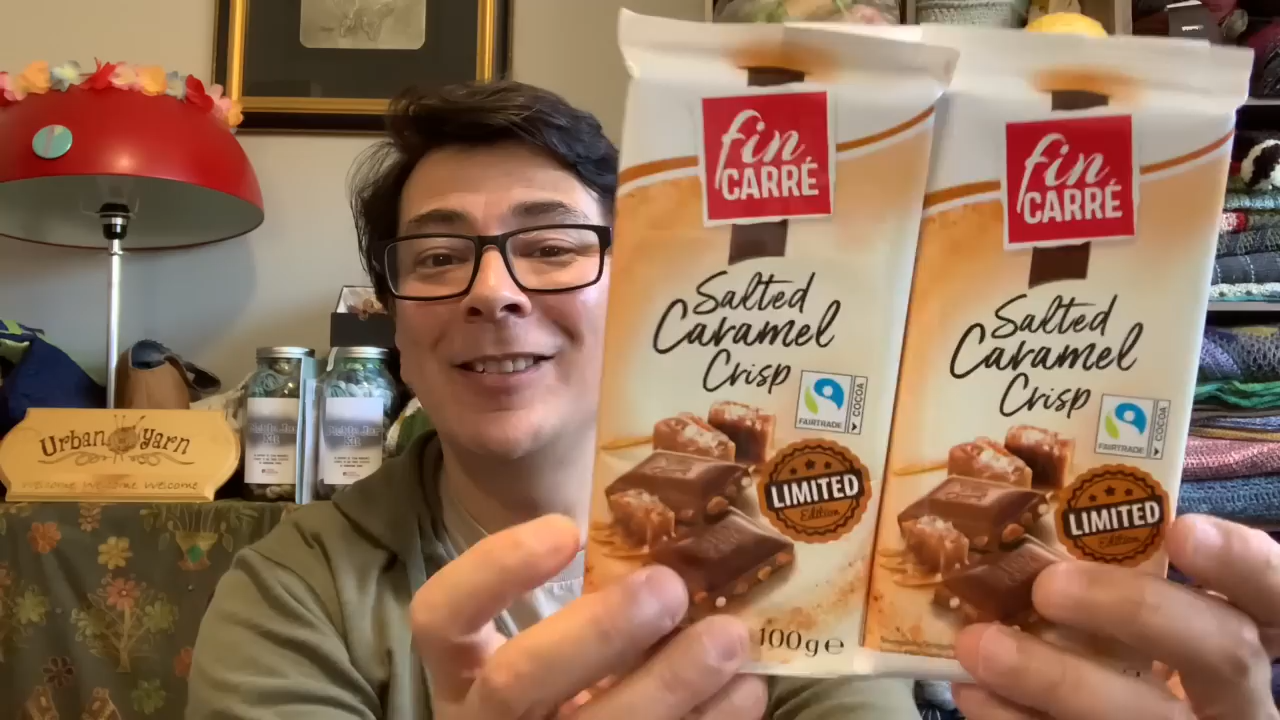 fin
CARRÉ
Salted
Caramel
Crisp
FAIRTRADE
COCOA
LIMITED
Edition
100g e
fin
CARRÉ
Salted
Caramel
Crisp
FAIRTRADE
COCOA
LIMITED
Edition
Urban Yarn
Welcome Welcome Welcome